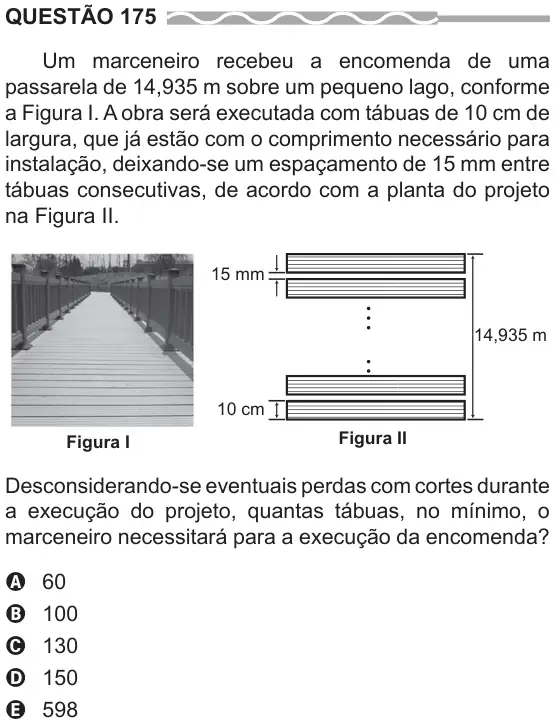 QUESTÃO 175
Um marceneiro recebeu a encomenda de uma
passarela de 14,935 m sobre um pequeno lago, conforme
a Figura I. A obra será executada com tábuas de 10 cm de
largura, que já estão com o comprimento necessário para
instalação, deixando-se um espaçamento de 15 mm entre
tábuas consecutivas, de acordo com a planta do projeto
na Figura II.
15 mm
14,935 m
10 cm
Figura I
Figura II
Desconsiderando-se eventuais perdas com cortes durante
a execução do projeto, quantas tábuas, no mínimo, o
marceneiro necessitará para a execução da encomenda?
A 60
B 100
C 130
D 150
E 598